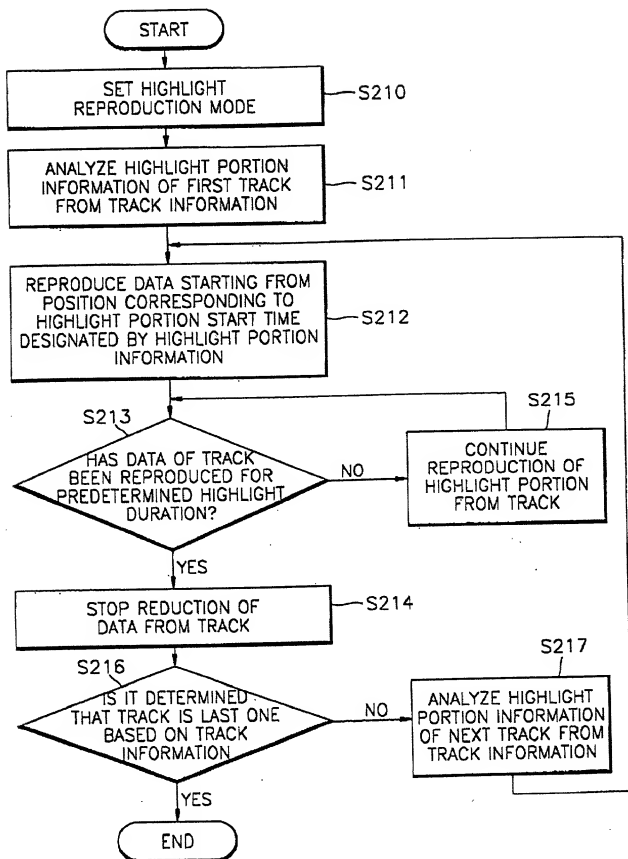 START
SET HIGHLIGHT
REPRODUCTION MODE
S210
ANALYZE HIGHLIGHT PORTION
INFORMATION OF FIRST TRACK
FROM TRACK INFORMATION
S211
REPRODUCE DATA STARTING FROM
POSITION CORRESPONDING TO
HIGHLIGHT PORTION START TIME
DESIGNATED BY HIGHLIGHT PORTION
INFORMATION
S212
S213
HAS DATA OF TRACK
BEEN REPRODUCED FOR
PREDETERMINED HIGHLIGHT
DURATION?
NO
S215
CONTINUE
REPRODUCTION OF
HIGHLIGHT PORTION
FROM TRACK
YES
STOP REDUCTION OF
DATA FROM TRACK
S214
S216
IS IT DETERMINED
THAT TRACK IS LAST ONE
BASED ON TRACK
INFORMATION
NO
S217
ANALYZE HIGHLIGHT
PORTION INFORMATION
OF NEXT TRACK FROM
TRACK INFORMATION
YES
END